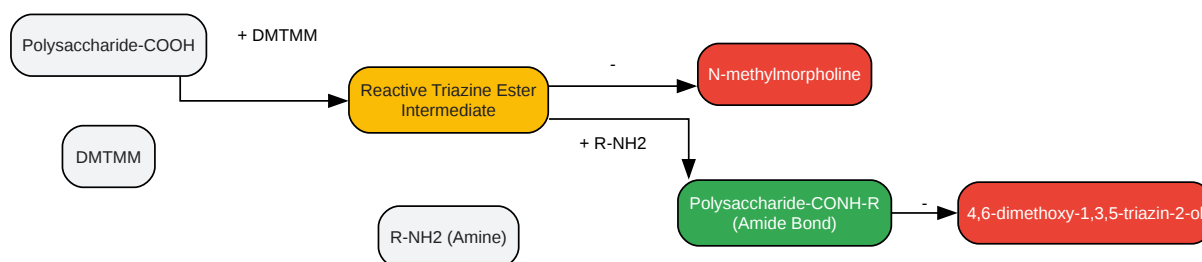 Polysaccharide-COOH
+ DMTMM
DMTMM
Reactive Triazine Ester
Intermediate
-
N-methylmorpholine
+ R-NH2
R-NH2 (Amine)
Polysaccharide-CONH-R
(Amide Bond)
-
4,6-dimethoxy-1,3,5-triazin-2-ol